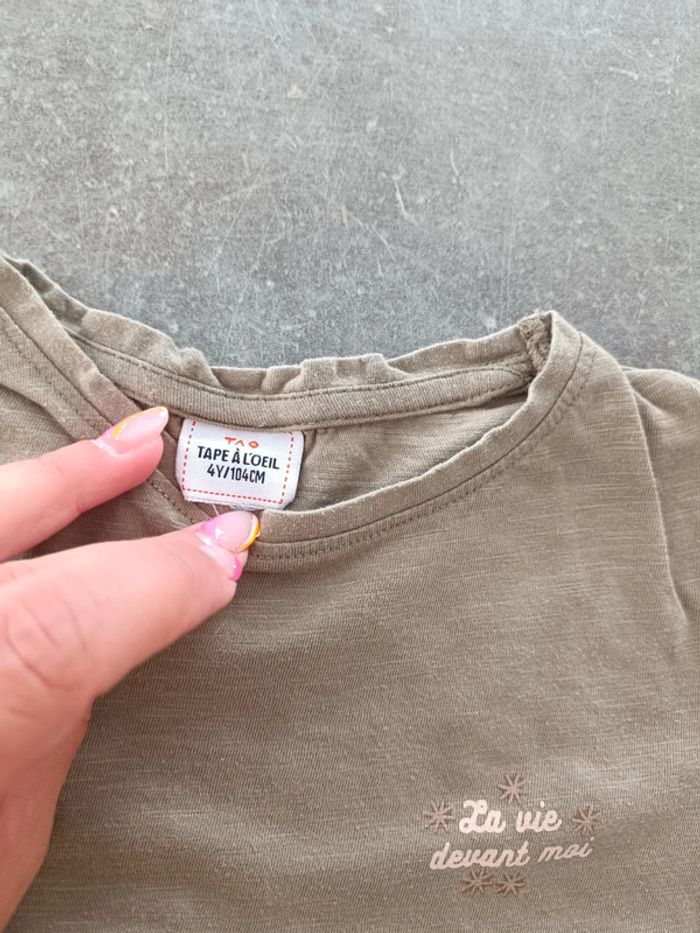 TAO
TAPE À L'OEIL
4Y/104CM
La vie
devant moi